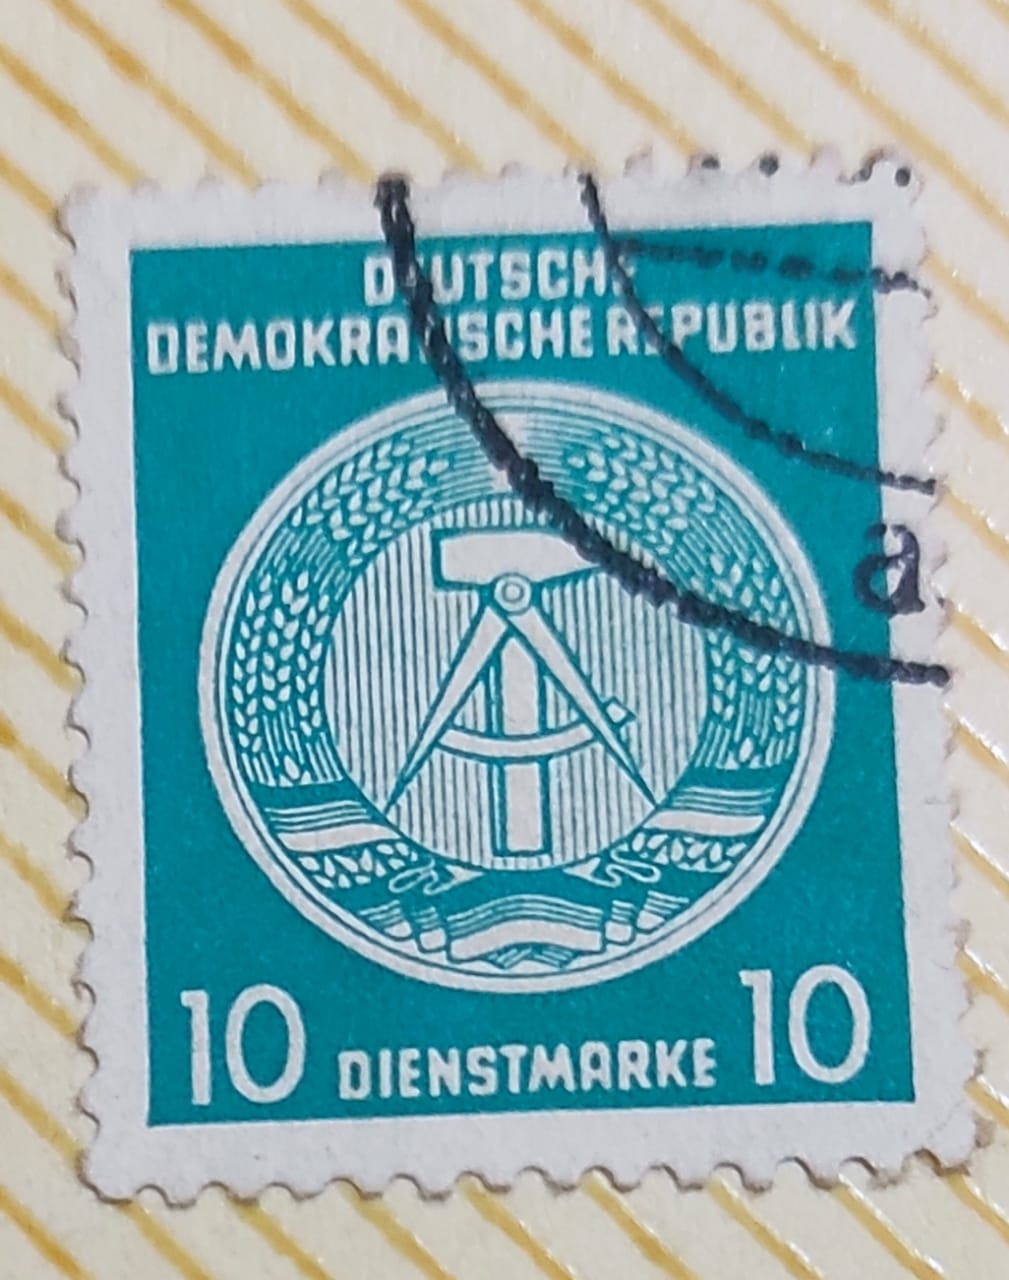 DEUTSCHE
DEMOKRATISCHE REPUBLIK
a
10 DIENSTMARKE 10